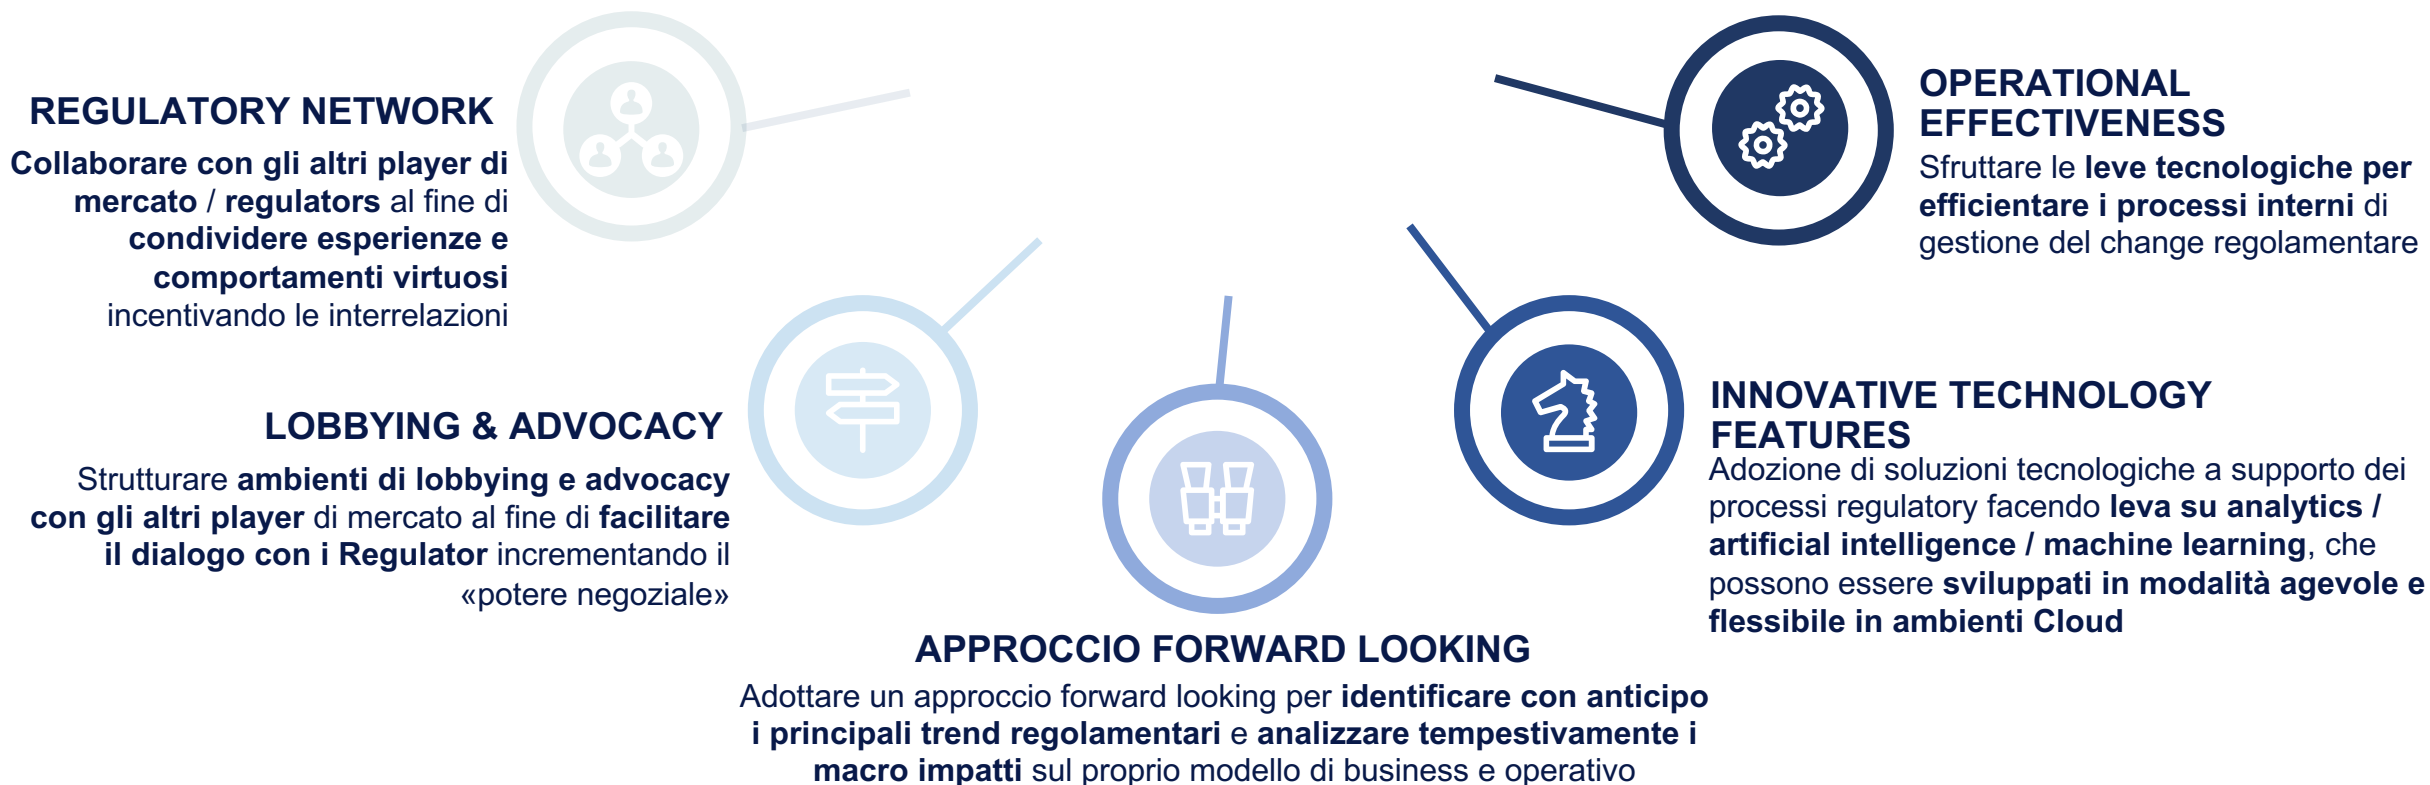 REGULATORY NETWORK
Collaborare con gli altri player di
mercato / regulators al fine di
condividere esperienze e
comportamenti virtuosi
incentivando le interrelazioni
LOBBYING & ADVOCACY
Strutturare ambienti di lobbying e advocacy
con gli altri player di mercato al fine di facilitare
il dialogo con i Regulator incrementando il
«potere negoziale»
APPROCCIO FORWARD LOOKING
Adottare un approccio forward looking per identificare con anticipo
i principali trend regolamentari e analizzare tempestivamente i
macro impatti sul proprio modello di business e operativo
INNOVATIVE TECHNOLOGY
FEATURES
Adozione di soluzioni tecnologiche a supporto dei
processi regulatory facendo leva su analytics /
artificial intelligence / machine learning, che
possono essere sviluppati in modalità agevole e
flessibile in ambienti Cloud
OPERATIONAL
EFFECTIVENESS
Sfruttare le leve tecnologiche per
efficientare i processi interni di
gestione del change regolamentare